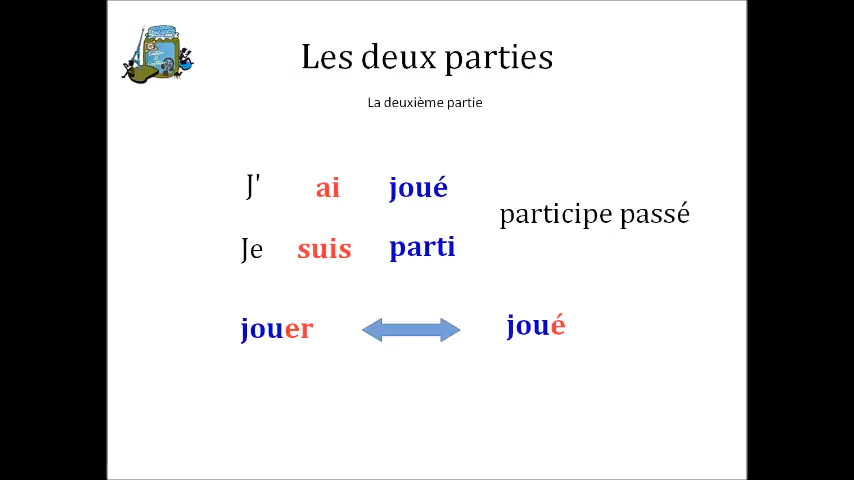 Les deux parties
La deuxième partie
J' ai joué
participe passé
Je suis parti
jouer joué